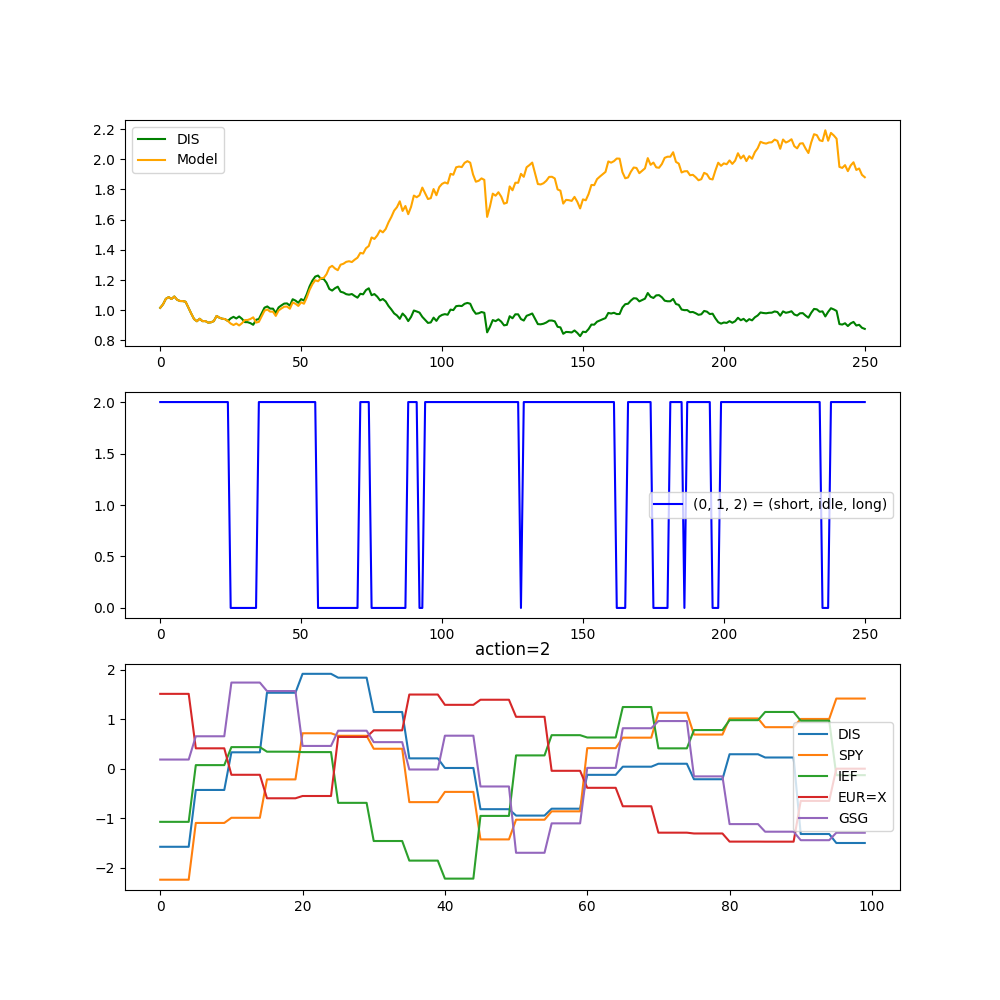 2.2
2.0
1.8
1.6
1.4
1.2
1.0
0.8
DIS
Model
0 50 100 150 200 250
2.0
1.5
1.0
0.5
0.0
(0, 1, 2) = (short, idle, long)
0 50 100 150 200 250
action=2
2
1
0
−1
−2
DIS
SPY
IEF
EUR=X
GSG
0 20 40 60 80 100